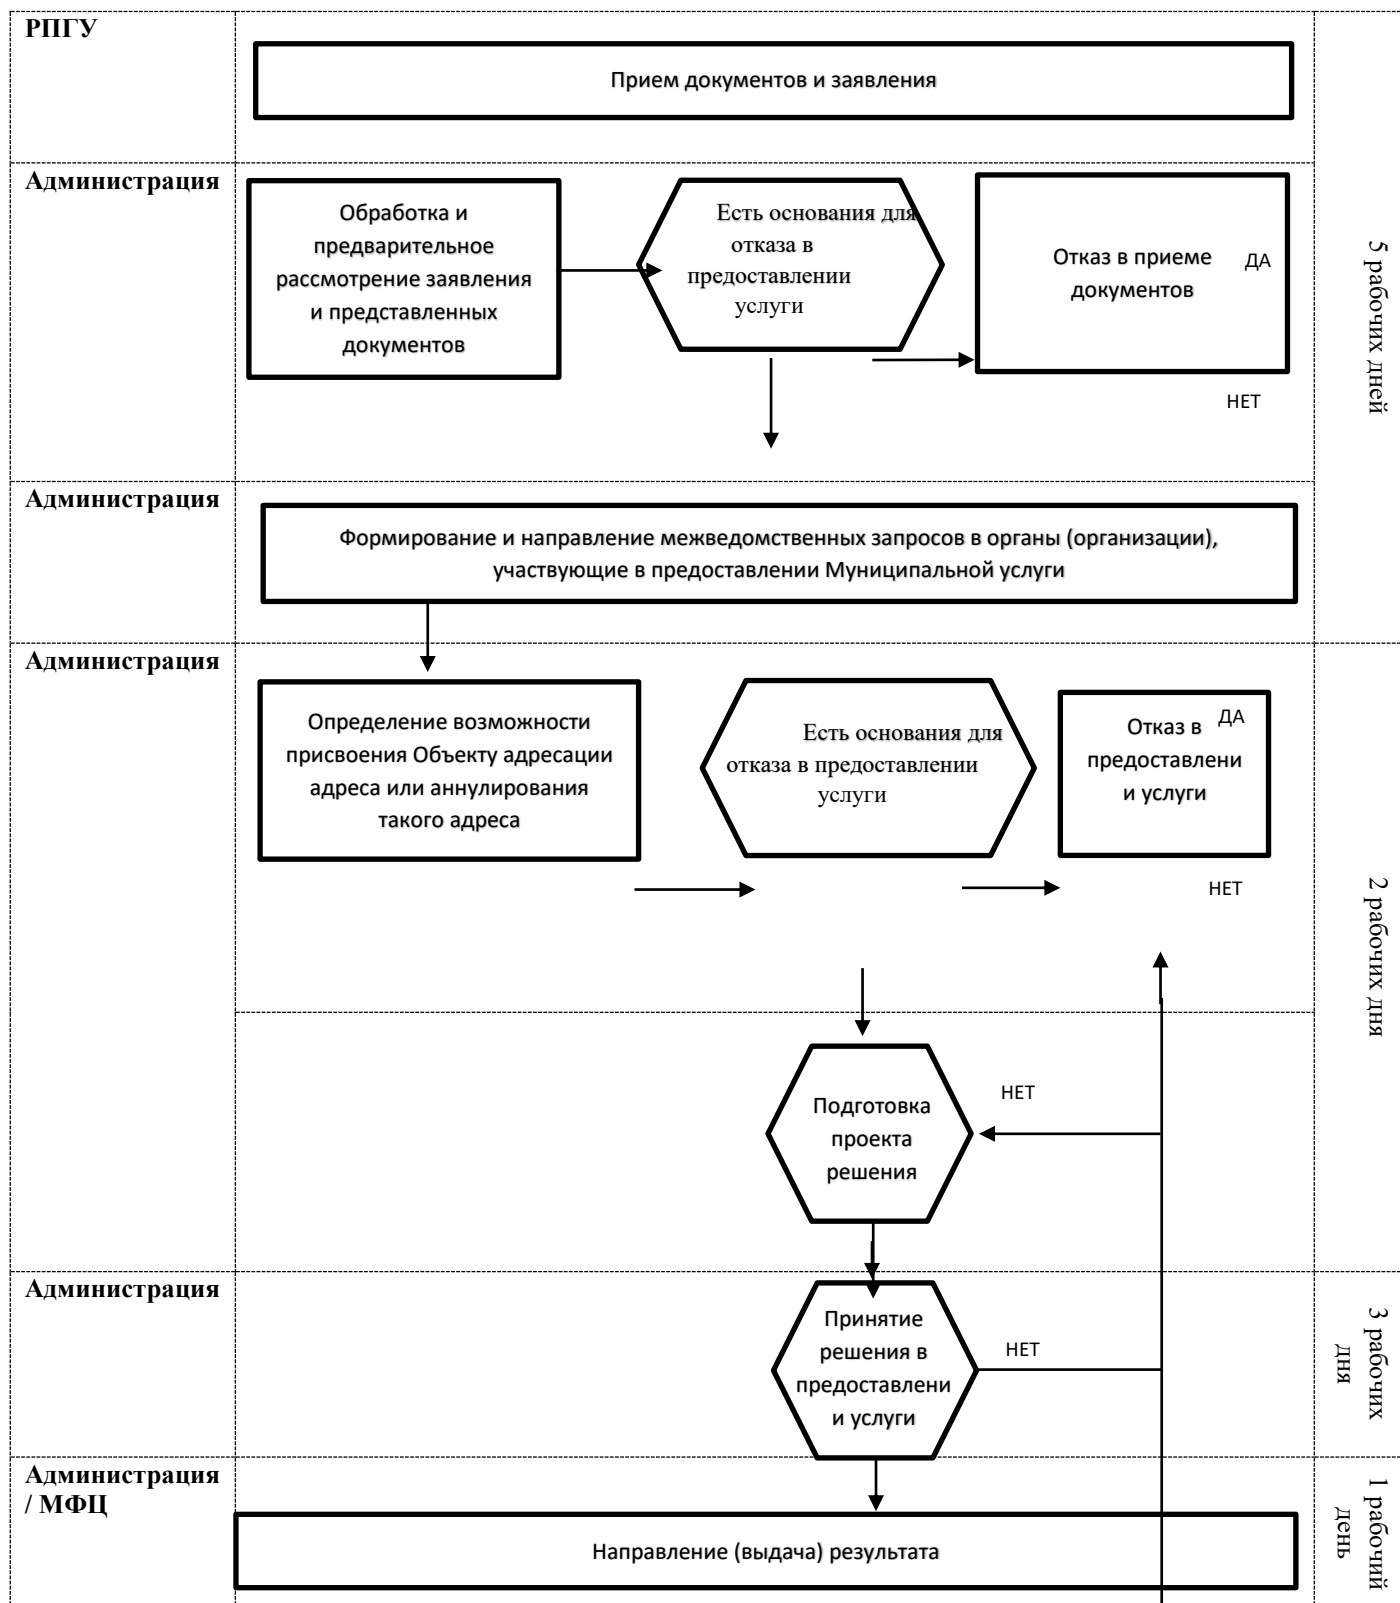 РПГУ
Прием документов и заявления
Администрация
Обработка и
предварительное
рассмотрение заявления
и представленных
документов
Есть основания для
отказа в
предоставлении
услуги
Отказ в приеме
документов
ДА
НЕТ
5 рабочих дней
Администрация
Формирование и направление межведомственных запросов в органы (организации),
участвующие в предоставлении Муниципальной услуги
Администрация
Определение возможности
присвоения Объекту адресации
адреса или аннулирования
такого адреса
Есть основания для
отказа в предоставлении
услуги
Отказ в
предоставлени
и услуги
ДА
НЕТ
2 рабочих дня
Подготовка
проекта
решения
НЕТ
Администрация
Принятие
решения в
предоставлени
и услуги
НЕТ
3 рабочих
дня
Администрация
/ МФЦ
Направление (выдача) результата
1 рабочий
день